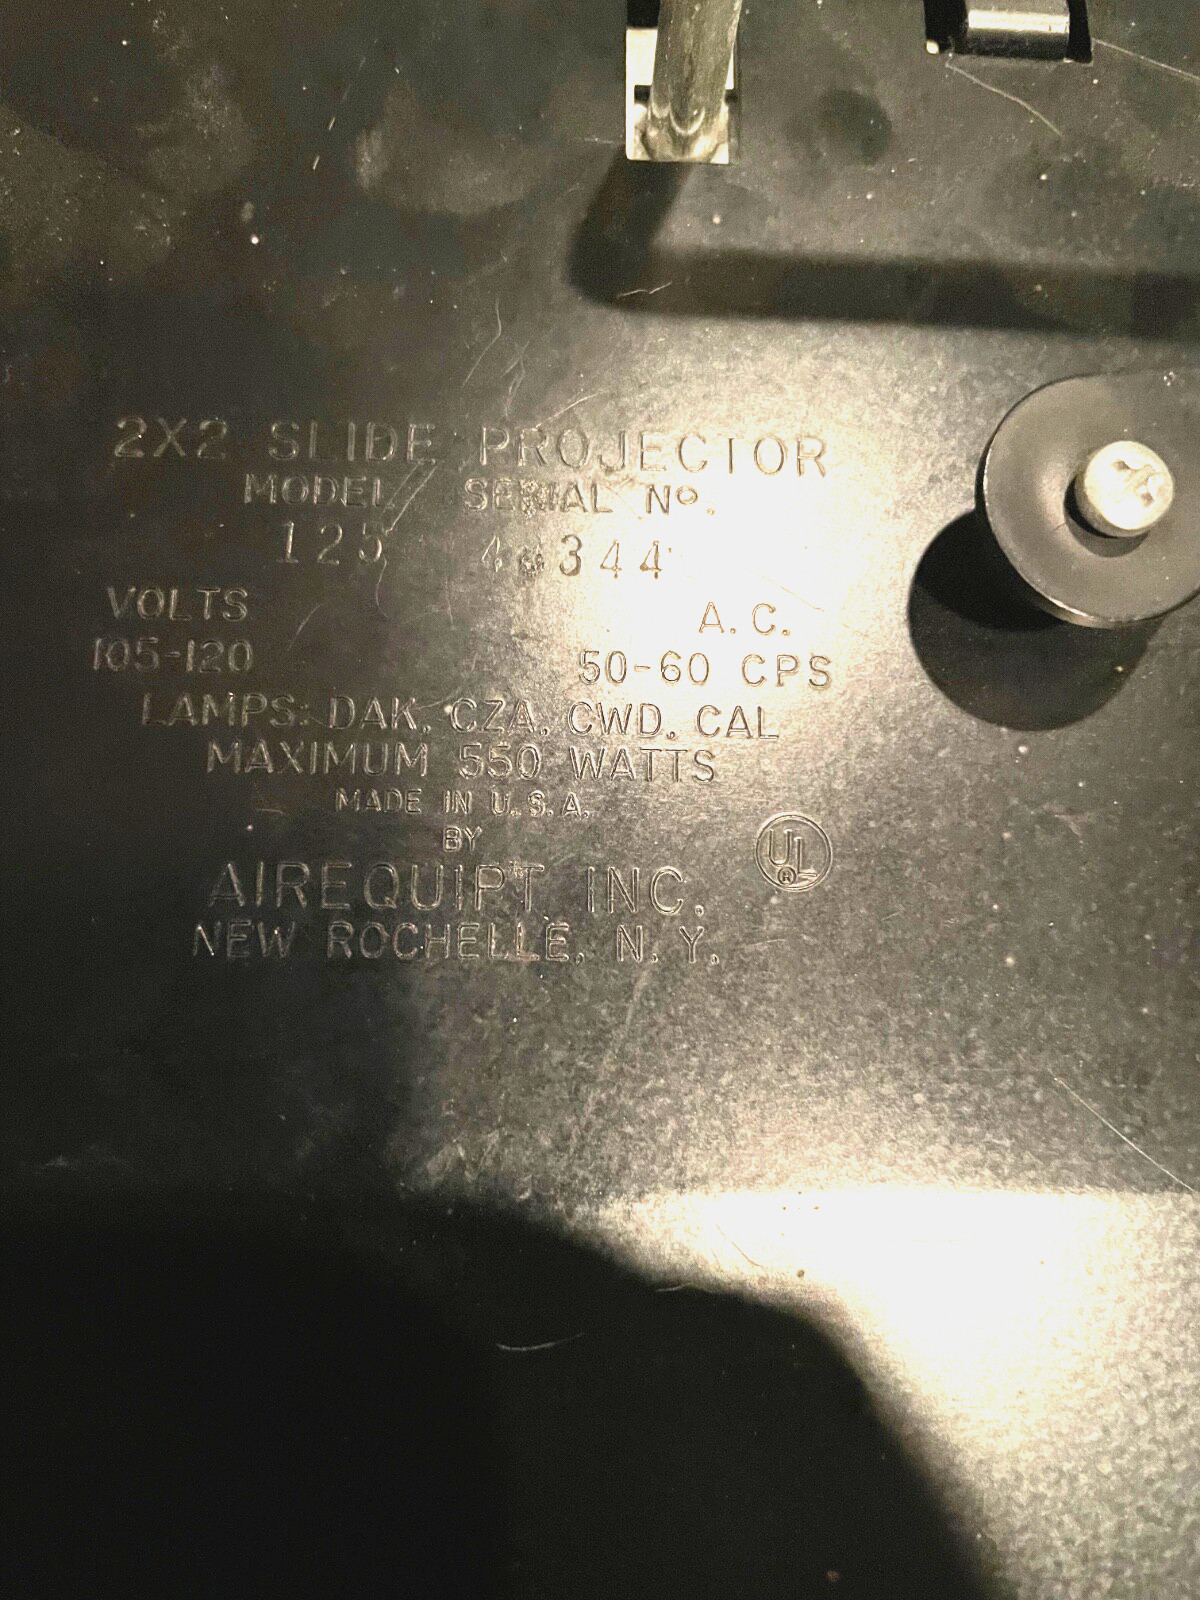 2X2 SLIDE PROJECTOR
MODEL SERIAL Nº.
125
VOLTS A.C.
105-120 50-60 CPS
LAMPS: DAK, CZA, CWD, CAL
MAXIMUM 550 WATTS
MADE IN U.S.A.
BY
AIREQUIPT INC.
UL
®
NEW ROCHELLE, N.Y.